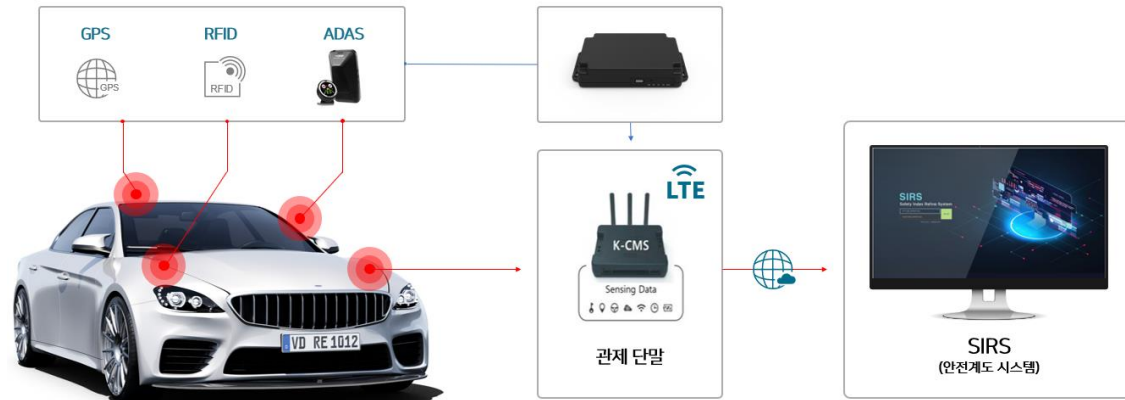 GPS
RFID
ADAS
GPS
RFID
LTE
K-CMS
Sensing Data
관제 단말
VD RE 1012
SIRS
Safety Index Rative System
SIRS
(안전계도 시스템)